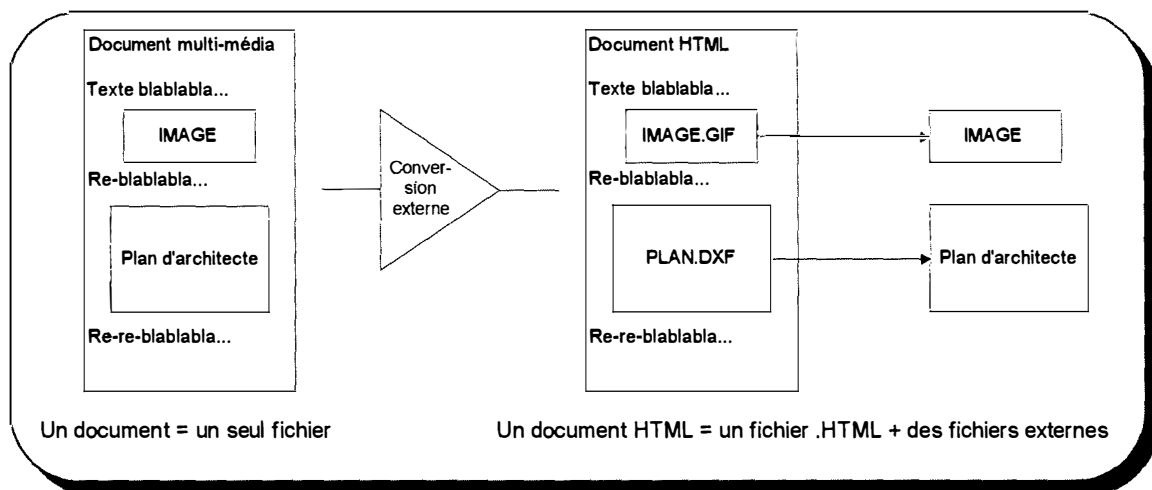 Document multi-média
Texte blablabla...
IMAGE
Re-blablabla...
Plan d'architecte
Re-re-blablabla...
Conver-
sion
externe
Document HTML
Texte blablabla...
IMAGE.GIF
Re-blablabla...
PLAN.DXF
Re-re-blablabla...
IMAGE
Plan d'architecte
Un document = un seul fichier
Un document HTML = un fichier .HTML + des fichiers externes